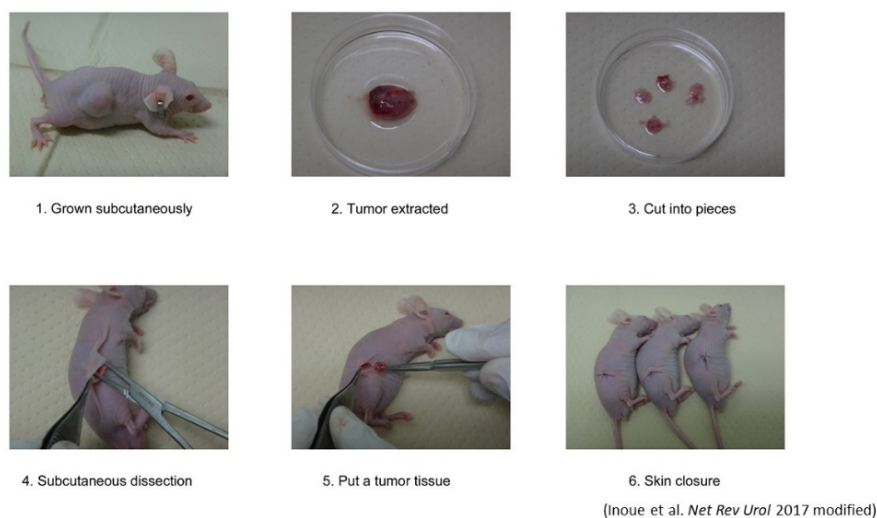 1. Grown subcutaneously
2. Tumor extracted
3. Cut into pieces
4. Subcutaneous dissection
5. Put a tumor tissue
6. Skin closure
(Inoue et al. Net Rev Urol 2017 modified)